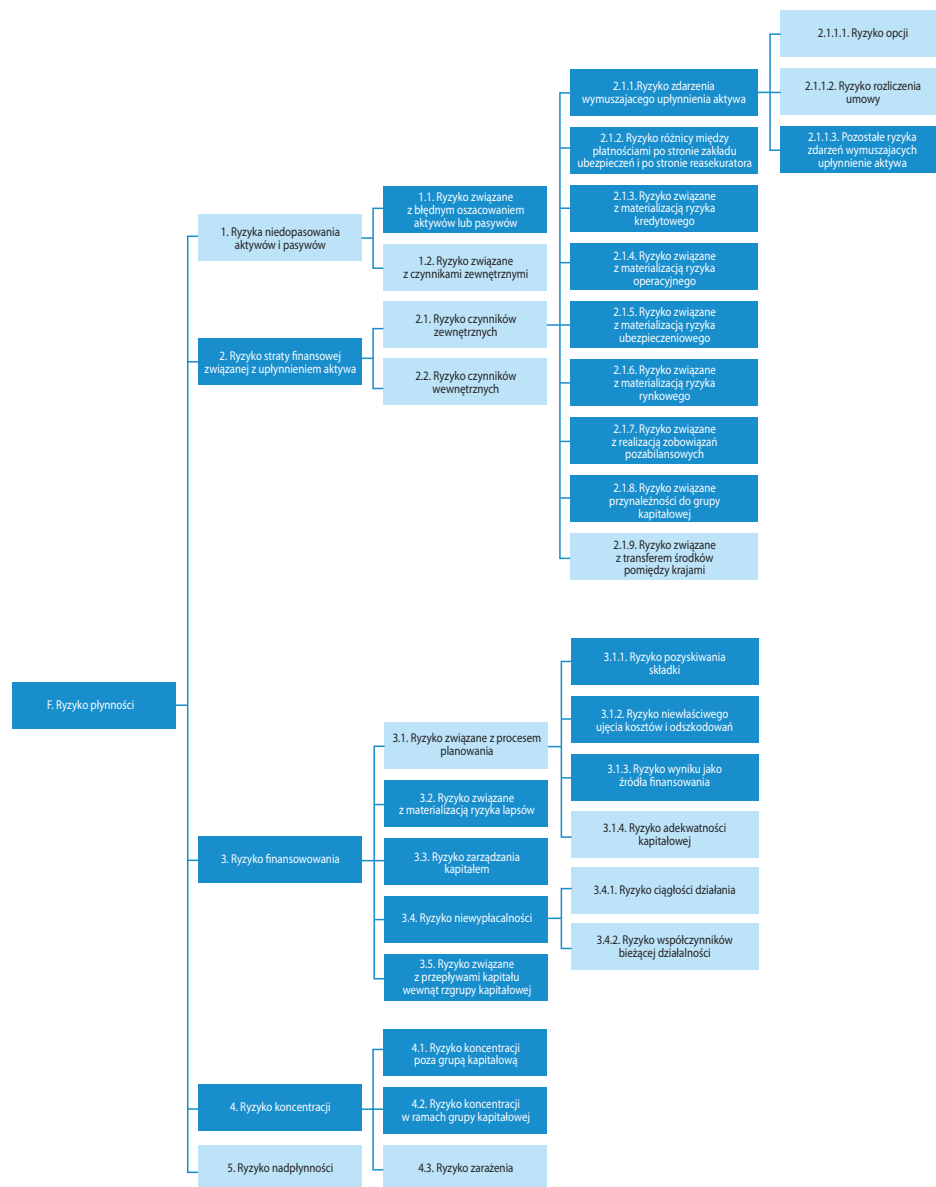 F. Ryzyko płynności
1. Ryzyka niedopasowania
aktywów i pasywów
1.1. Ryzyko związane
z błędnym oszacowaniem
aktywów lub pasywów
1.2. Ryzyko związane
z czynnikami zewnętrznymi
2. Ryzyko straty finansowej
związanej z upłynnieniem aktywa
2.1. Ryzyko czynników
zewnętrznych
2.1.1.Ryzyko zdarzenia
wymuszajacego upłynnienia aktywa
2.1.1.1. Ryzyko opcji
2.1.1.2. Ryzyko rozliczenia
umowy
2.1.1.3. Pozostałe ryzyka
zdarzeń wymuszajacych
upłynnienie aktywa
2.1.2. Ryzyko różnicy między
płatnościami po stronie zakładu
ubezpieczeń i po stronie reasekuratora
2.1.3. Ryzyko związane
z materializacją ryzyka
kredytowego
2.1.4. Ryzyko związane
z materializacją ryzyka
operacyjnego
2.1.5. Ryzyko związane
z materializacją ryzyka
ubezpieczeniowego
2.1.6. Ryzyko związane
z materializacją ryzyka
rynkowego
2.1.7. Ryzyko związane
z realizacją zobowiązań
pozabilansowych
2.1.8. Ryzyko związane
przynależności do grupy
kapitałowej
2.1.9. Ryzyko związane
z transferem środków
pomiędzy krajami
2.2. Ryzyko czynników
wewnętrznych
3. Ryzyko finansowowania
3.1. Ryzyko związane z procesem
planowania
3.1.1. Ryzyko pozyskiwania
składki
3.1.2. Ryzyko niewłaściwego
ujęcia kosztów i odszkodowań
3.1.3. Ryzyko wyniku jako
źródła finansowania
3.1.4. Ryzyko adekwatności
kapitałowej
3.2. Ryzyko związane
z materializacją ryzyka lapsów
3.3. Ryzyko zarządzania
kapitałem
3.4. Ryzyko niewypłacalności
3.4.1. Ryzyko ciągłości działania
3.4.2. Ryzyko współczynników
bieżącej działalności
3.5. Ryzyko związane
z przepływami kapitału
wewnąt rzgrupy kapitałowej
4. Ryzyko koncentracji
4.1. Ryzyko koncentracji
poza grupą kapitałową
4.2. Ryzyko koncentracji
w ramach grupy kapitałowej
4.3. Ryzyko zarażenia
5. Ryzyko nadpłynności